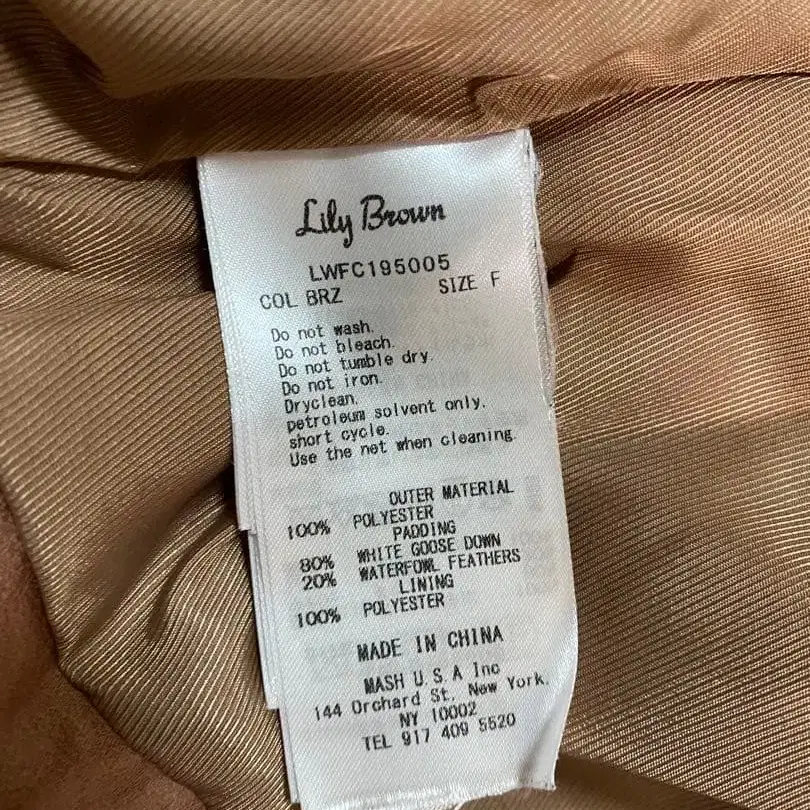 Lily Brown
LWFC195005
COL BRZ SIZE F
Do not wash.
Do not bleach.
Do not tumble dry.
Do not iron.
Dryclean.
petroleum solvent only.
short cycle.
Use the net when cleaning.
OUTER MATERIAL
100% POLYESTER
PADDING
80% WHITE GOOSE DOWN
20% WATERFOWL FEATHERS
LINING
100% POLYESTER
MADE IN CHINA
MASH U.S.A Inc
144 Orchard St. New York.
NY 10002
TEL 917 409 5520